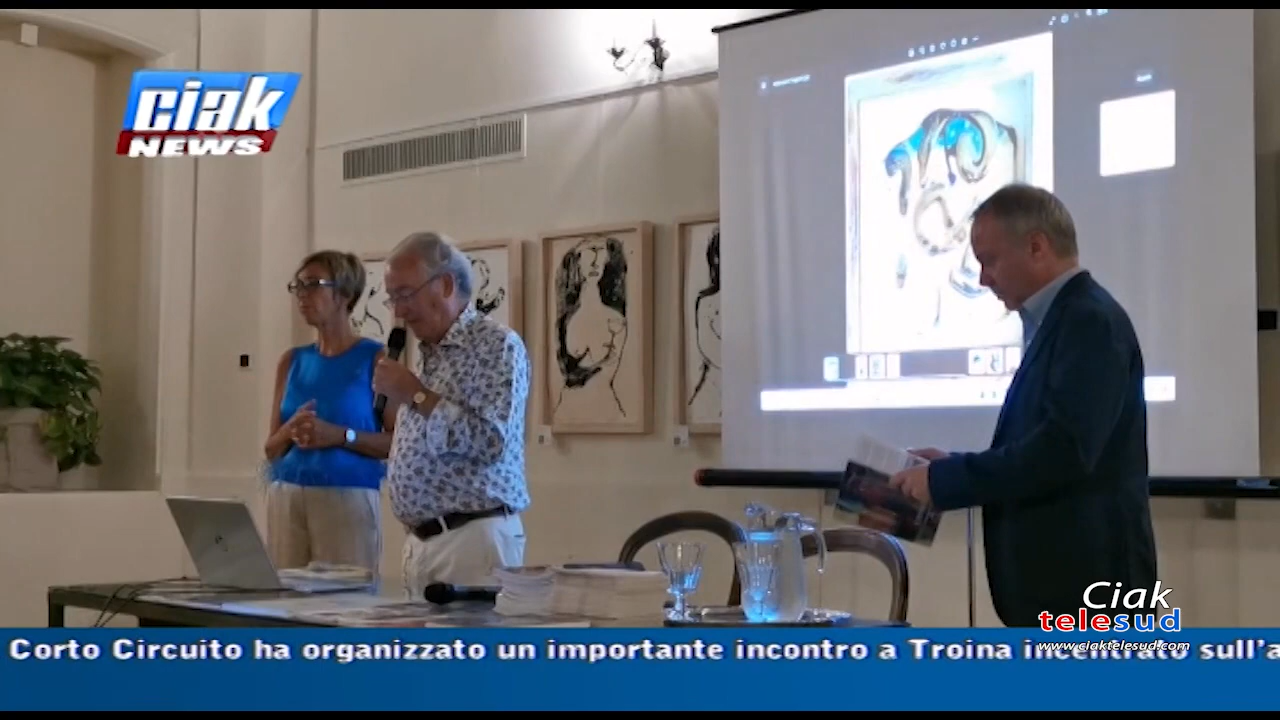 ciak
NEWS
Ciak
telesud
www.ciaktelesud.com
Corto Circuito ha organizzato un importante incontro a Troina incentrato sull'a